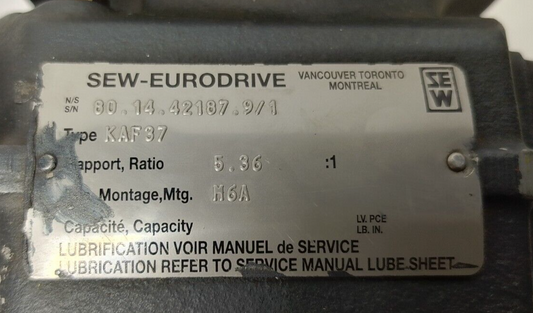 SEW-EURODRIVE VANCOUVER TORONTO MONTREAL
SEW
N/S
S/N 80.14.42187.9/1
Type KAF37
apport, Ratio 5.36 :1
Montage,Mtg. M6A
Capacité, Capacity LV. PCE
LB. IN.
LUBRIFICATION VOIR MANUEL de SERVICE
LUBRICATION REFER TO SERVICE MANUAL LUBE SHEET